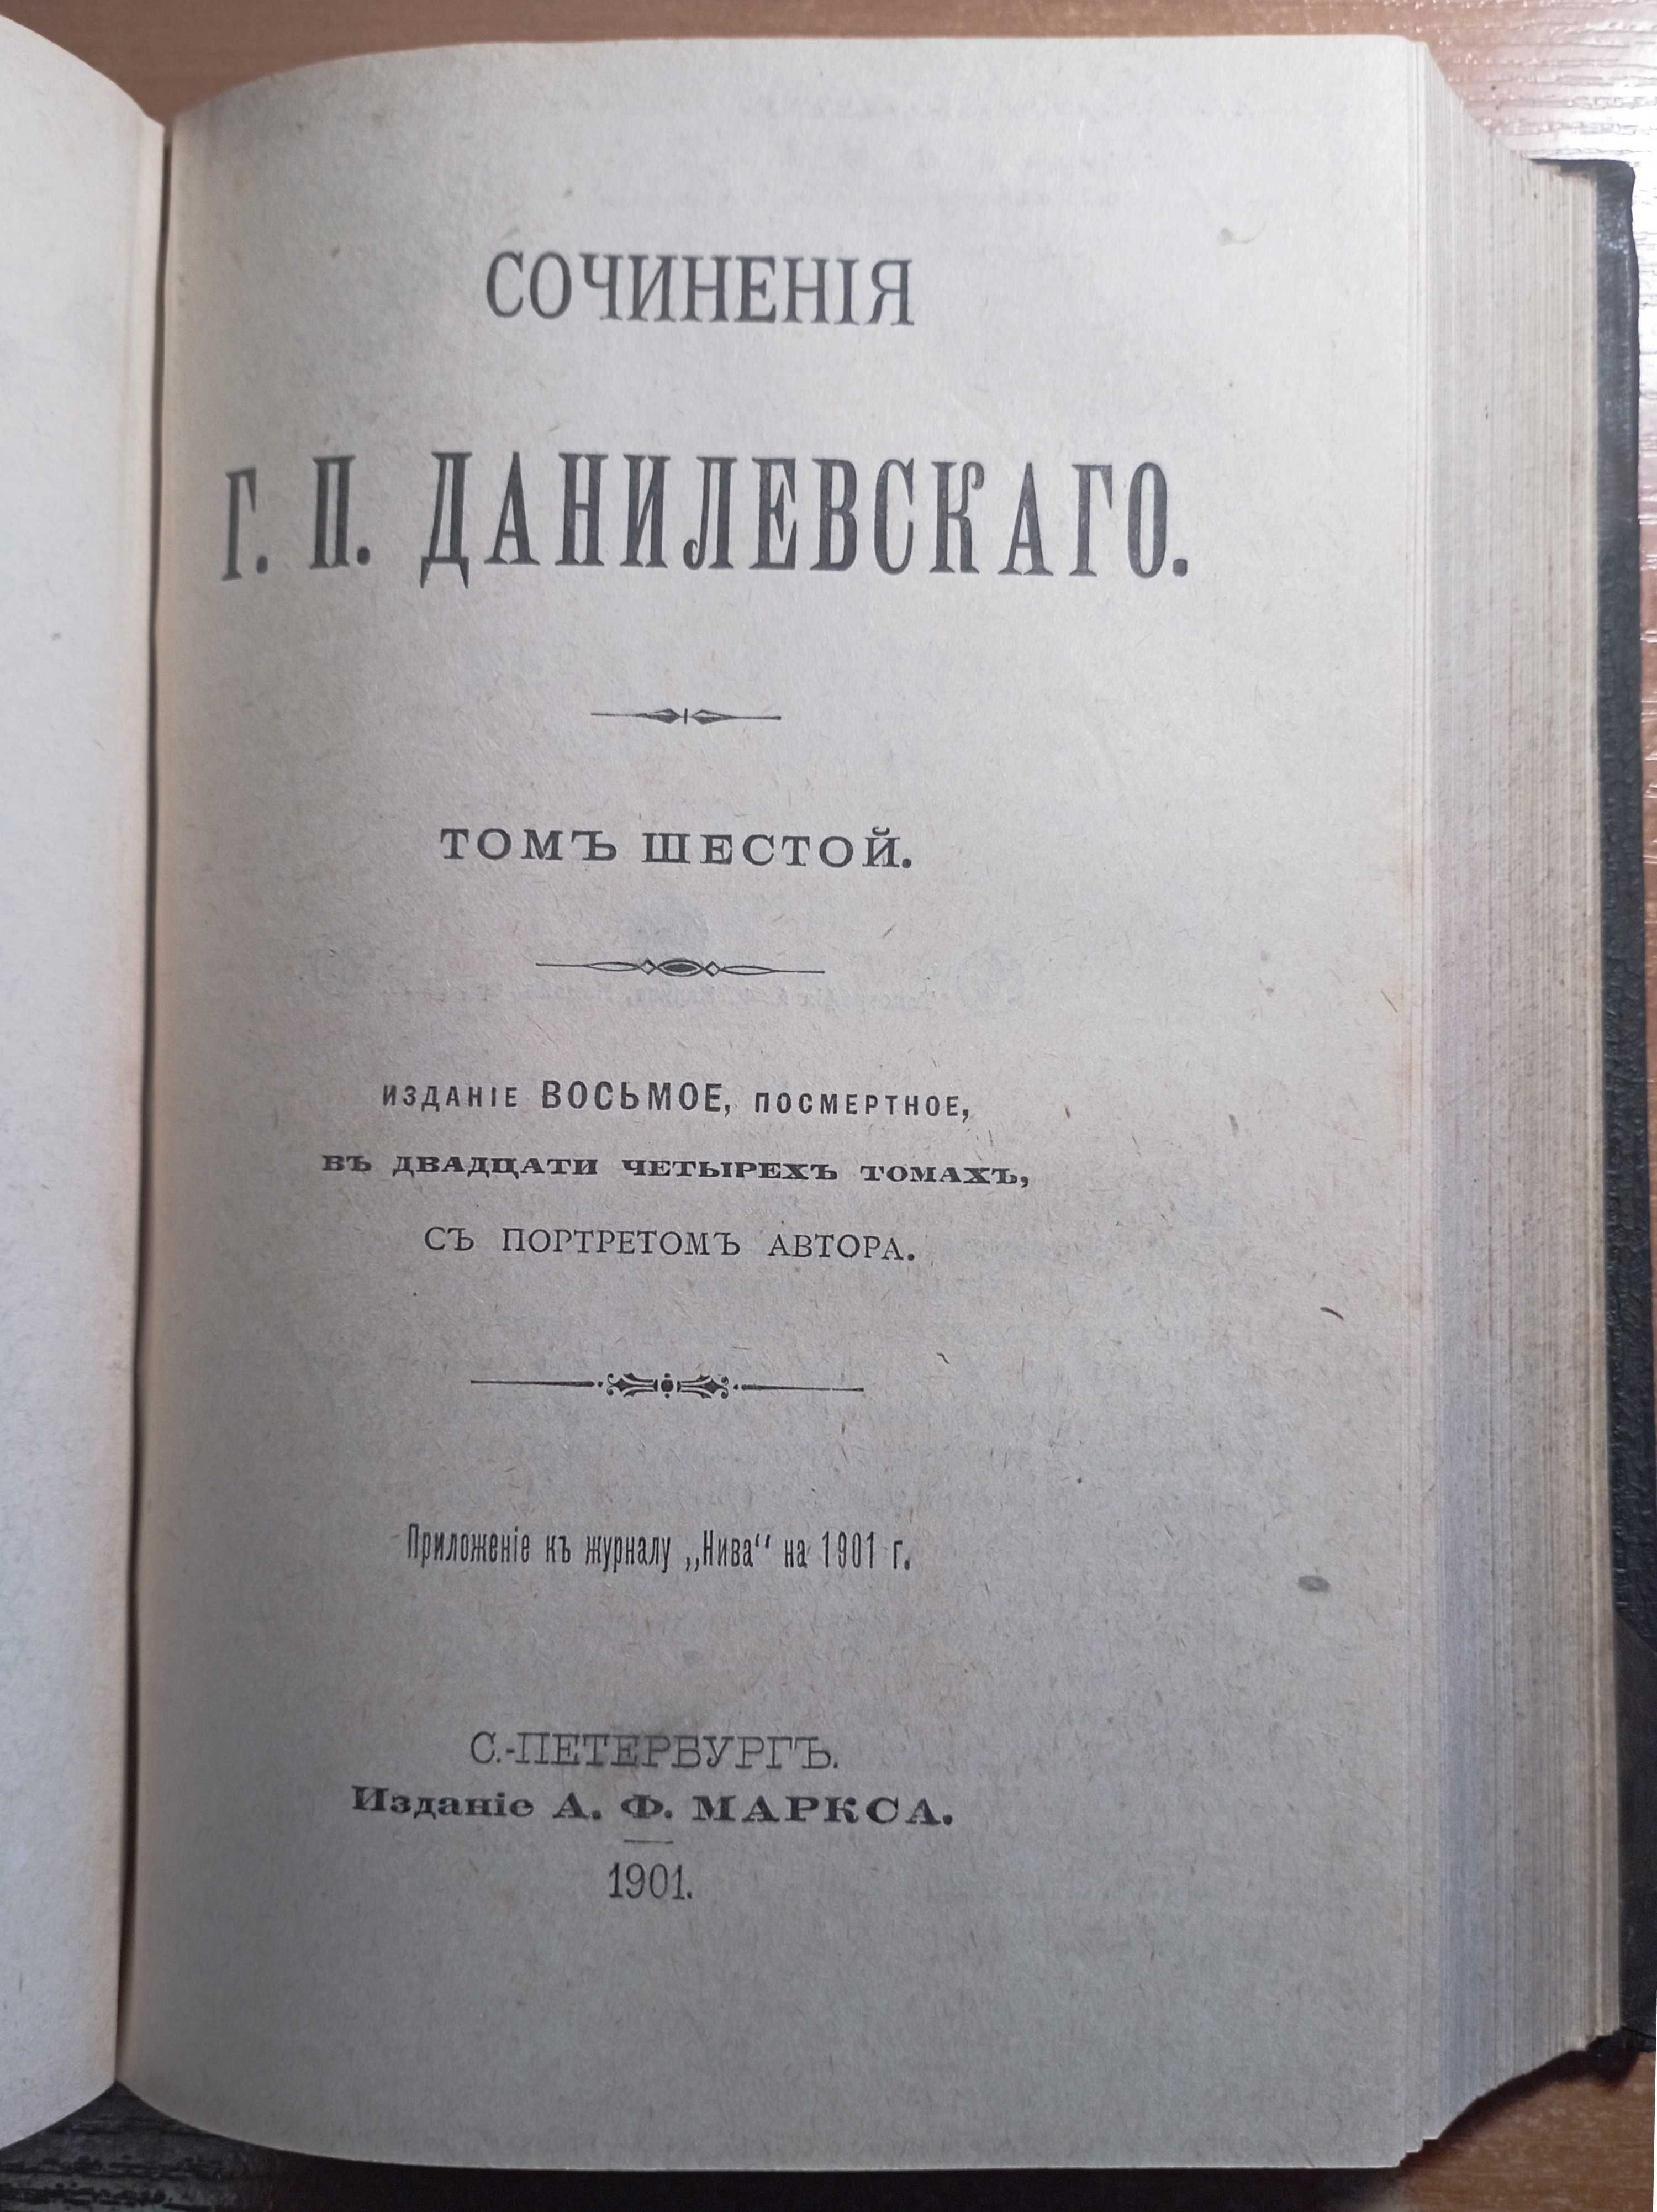 СОЧИНЕНІЯ
Г. П. ДАНИЛЕВСКАГО.
ТОМЪ ШЕСТОЙ.
ИЗДАНІЕ ВОСЬМОЕ, ПОСМЕРТНОЕ,
ВЪ ДВАДЦАТИ ЧЕТЫРЕХЪ ТОМАХЪ,
СЪ ПОРТРЕТОМЪ АВТОРА.
Приложеніе къ журналу „Нива“ на 1901 г.
С.-ПЕТЕРБУРГЪ.
Изданіе А. Ф. МАРКСА.
1901.